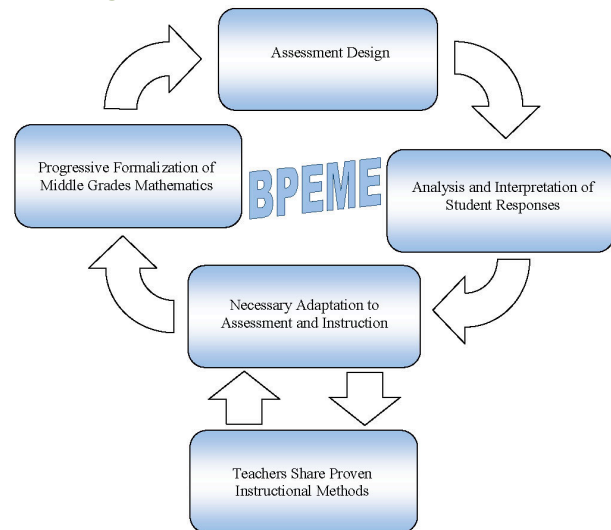 Assessment Design
Progressive Formalization of
Middle Grades Mathematics
BPEME
Analysis and Interpretation of
Student Responses
Necessary Adaptation to
Assessment and Instruction
Teachers Share Proven
Instructional Methods